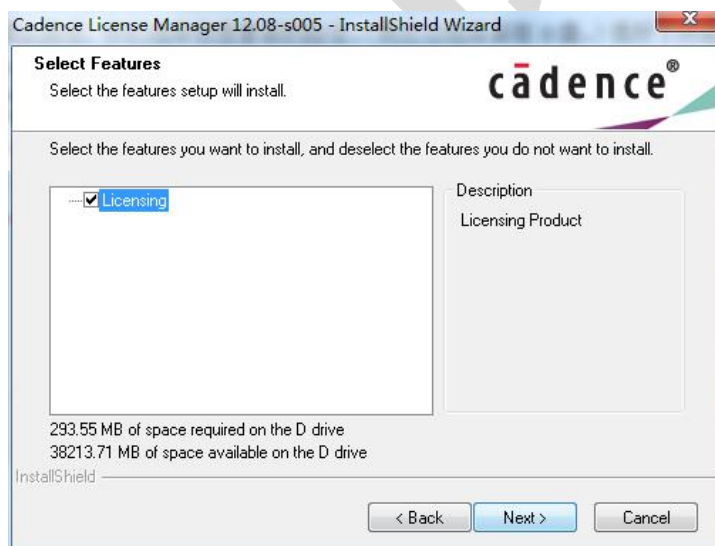 Cadence License Manager 12.08-s005 - InstallShield Wizard
Select Features
Select the features setup will install.
cādence®
Select the features you want to install, and deselect the features you do not want to install.
Licensing
Description
Licensing Product
293.55 MB of space required on the D drive
38213.71 MB of space available on the D drive
InstallShield
< Back
Next >
Cancel